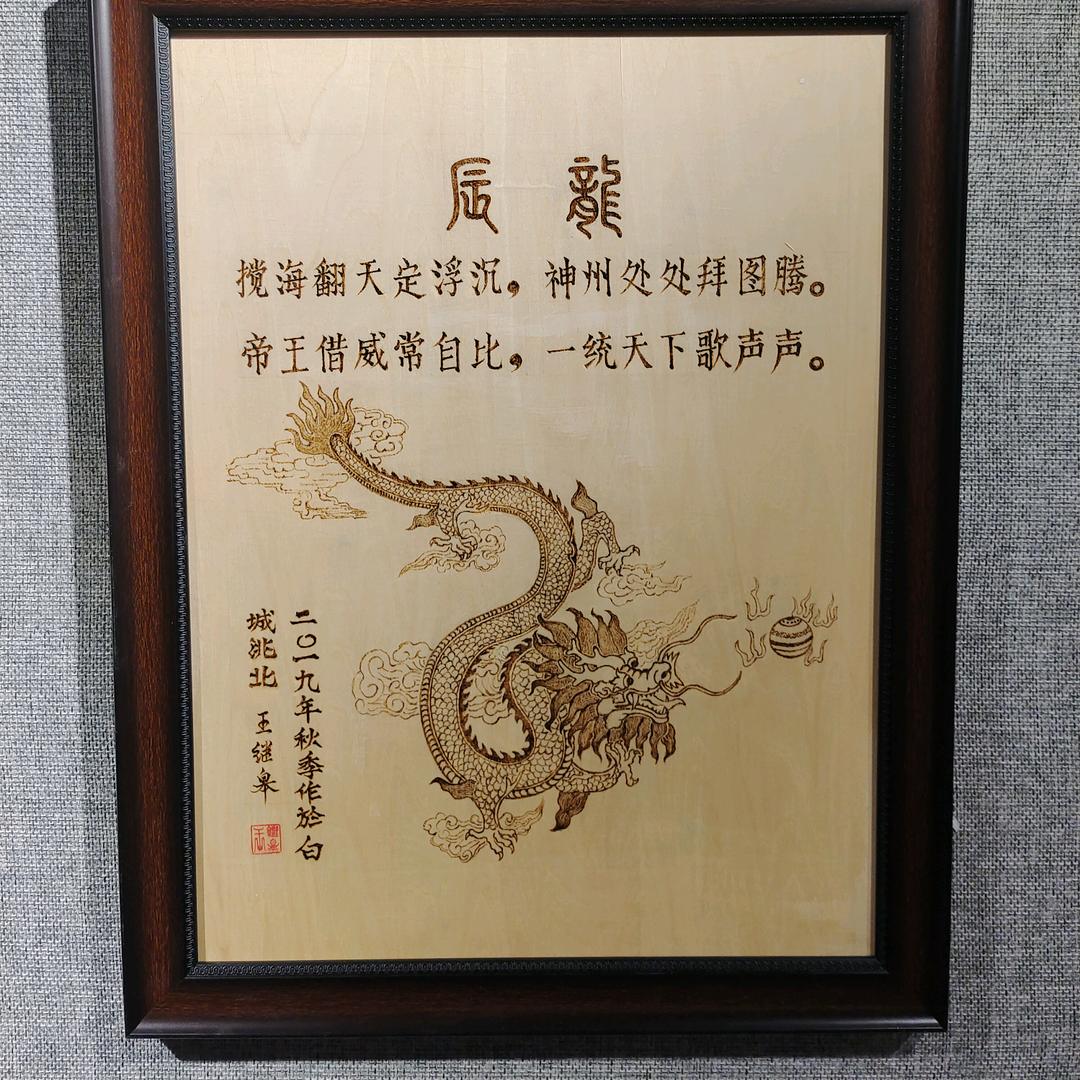 辰 龍
搅海翻天定浮沉，神州处处拜图腾。
帝王借威常自比，一统天下歌声声。
二〇一九年秋季作於白
城洮北 王继皋